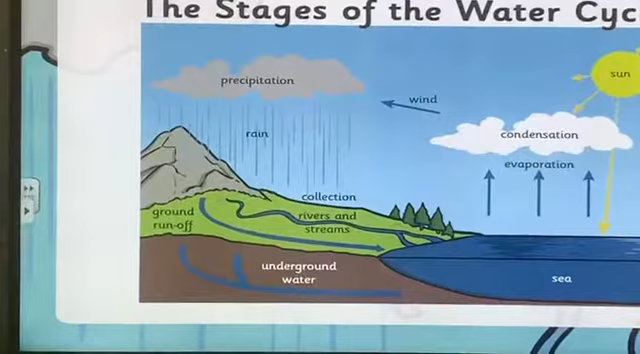 The Stages of the Water Cyc
precipitation
sun
wind
rain
condensation
evaporation
collection
ground
run-off
rivers and
streams
underground
water
sea